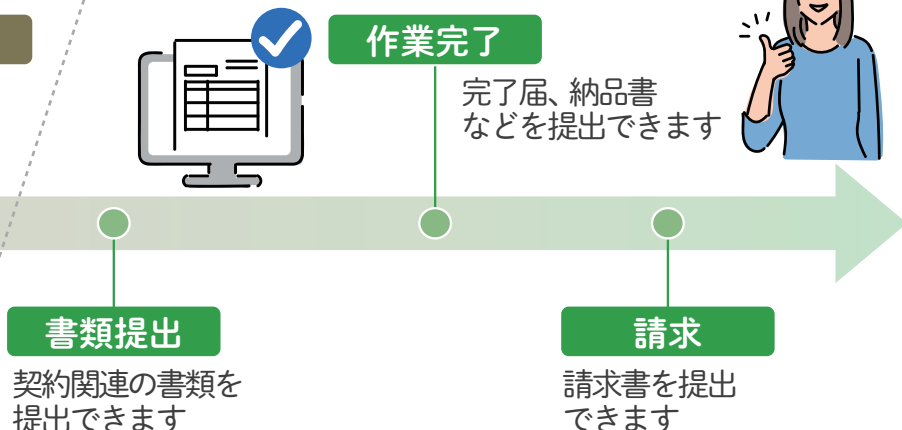 作業完了
完了届、納品書
などを提出できます
書類提出
契約関連の書類を
提出できます
請求
請求書を提出
できます